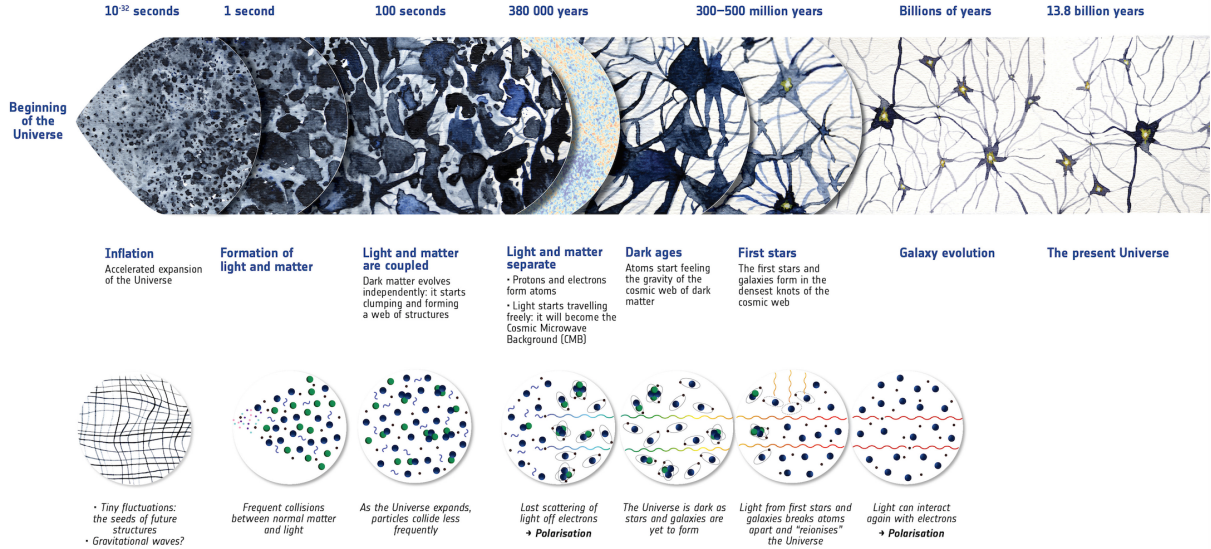 10⁻³² seconds
1 second
100 seconds
380 000 years
300–500 million years
Billions of years
13.8 billion years
Beginning
of the
Universe
Inflation
Accelerated expansion
of the Universe
Formation of
light and matter
Light and matter
are coupled
Dark matter evolves
independently: it starts
clumping and forming
a web of structures
Light and matter
separate
• Protons and electrons
form atoms
• Light starts travelling
freely: it will become the
Cosmic Microwave
Background (CMB)
Dark ages
Atoms start feeling
the gravity of the
cosmic web of dark
matter
First stars
The first stars and
galaxies form in the
densest knots of the
cosmic web
Galaxy evolution
The present Universe
• Tiny fluctuations:
the seeds of future
structures
• Gravitational waves?
Frequent collisions
between normal matter
and light
As the Universe expands,
particles collide less
frequently
Last scattering of
light off electrons
→ Polarisation
The Universe is dark as
stars and galaxies are
yet to form
Light from first stars and
galaxies breaks atoms
apart and "reionises"
the Universe
Light can interact
again with electrons
→ Polarisation